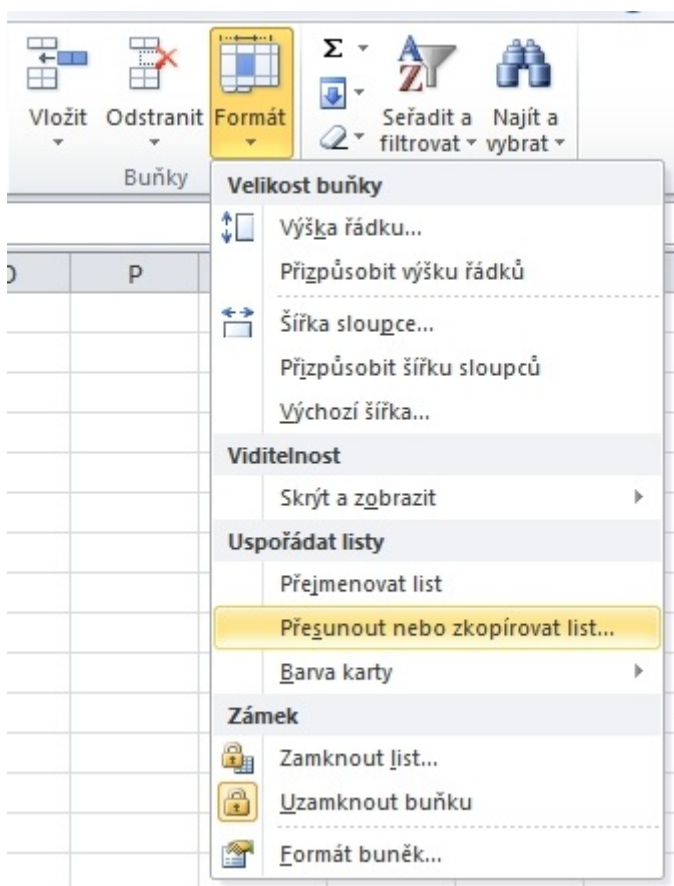 Vložit Odstranit Formát
Σ
A
Z
Seřadit a filtrovat
Najít a vybrat
Buňky
Velikost buňky
Výška řádku...
Přizpůsobit výšku řádků
Šířka sloupce...
Přizpůsobit šířku sloupců
Výchozí šířka...
Viditelnost
Skrýt a zobrazit
Uspořádat listy
Přejmenovat list
Přesunout nebo zkopírovat list...
Barva karty
Zámek
Zamknout list...
Uzamknout buňku
Formát buněk...
P